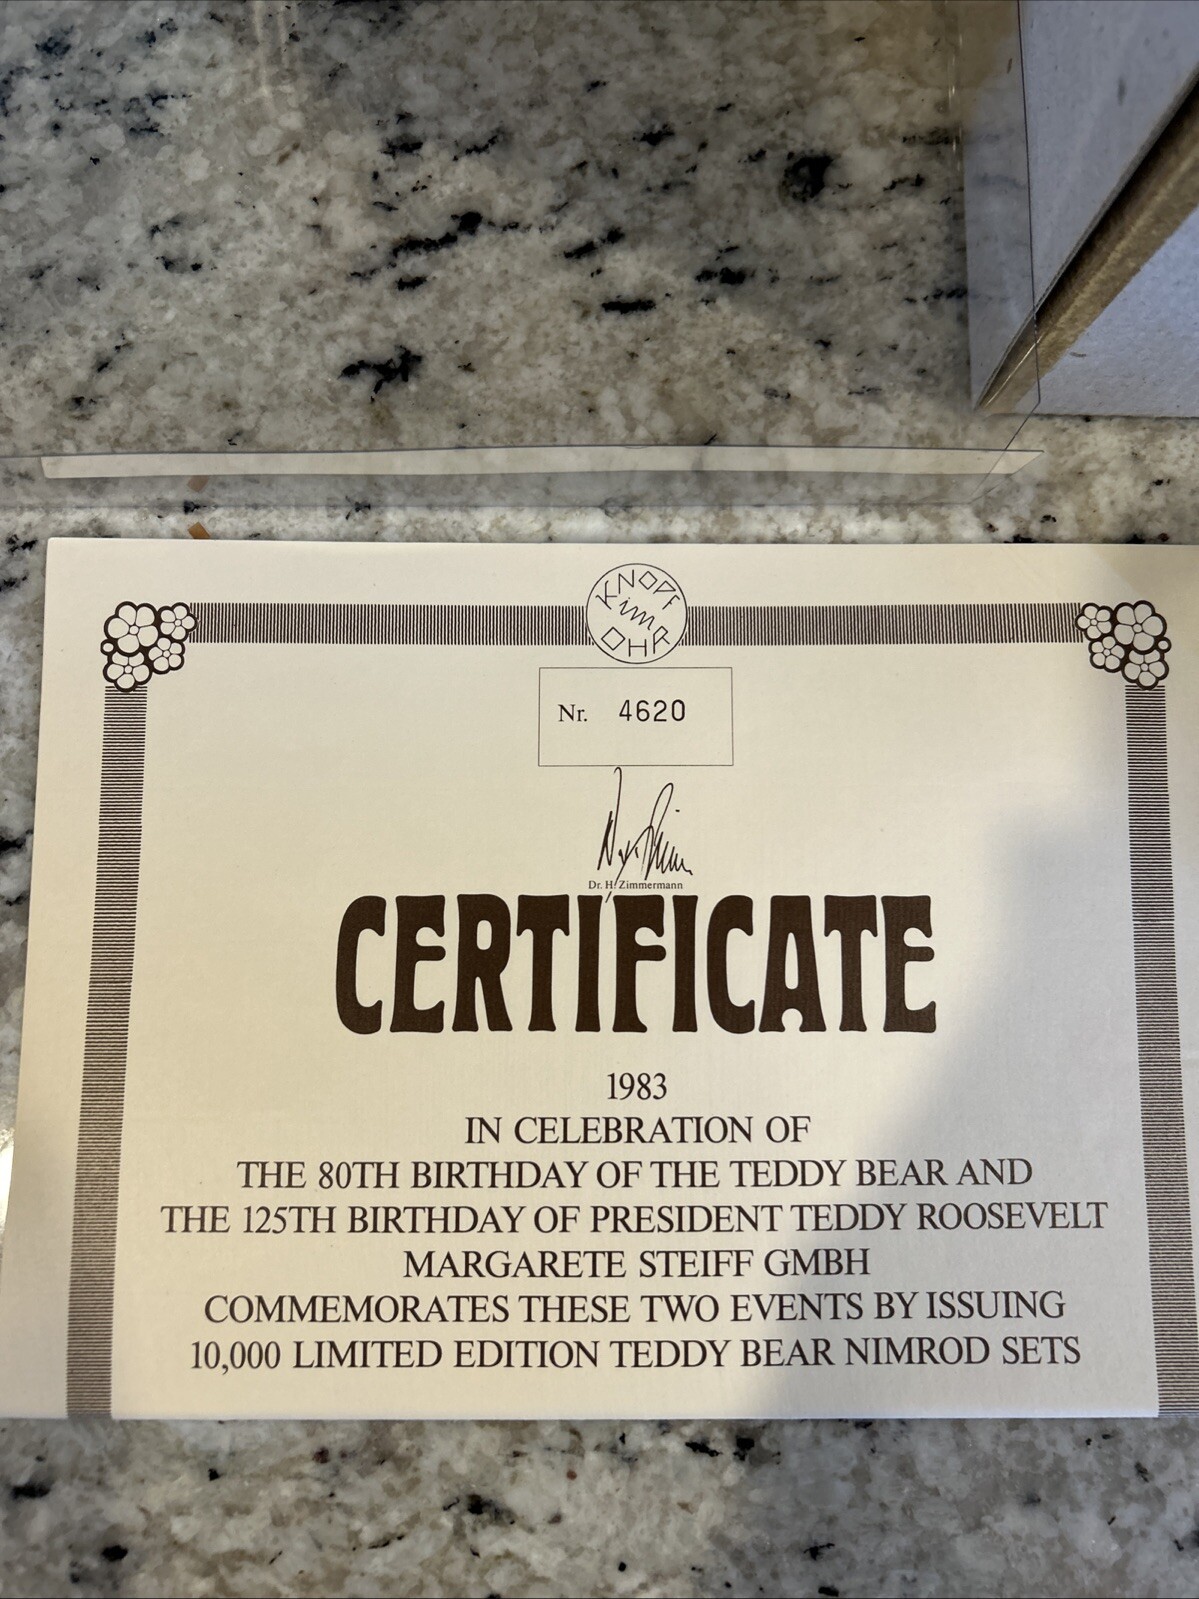 KNOPF
im
OHR
Nr. 4620
Dr. H. Zimmermann
CERTIFICATE
1983
IN CELEBRATION OF
THE 80TH BIRTHDAY OF THE TEDDY BEAR AND
THE 125TH BIRTHDAY OF PRESIDENT TEDDY ROOSEVELT
MARGARETE STEIFF GMBH
COMMEMORATES THESE TWO EVENTS BY ISSUING
10,000 LIMITED EDITION TEDDY BEAR NIMROD SETS